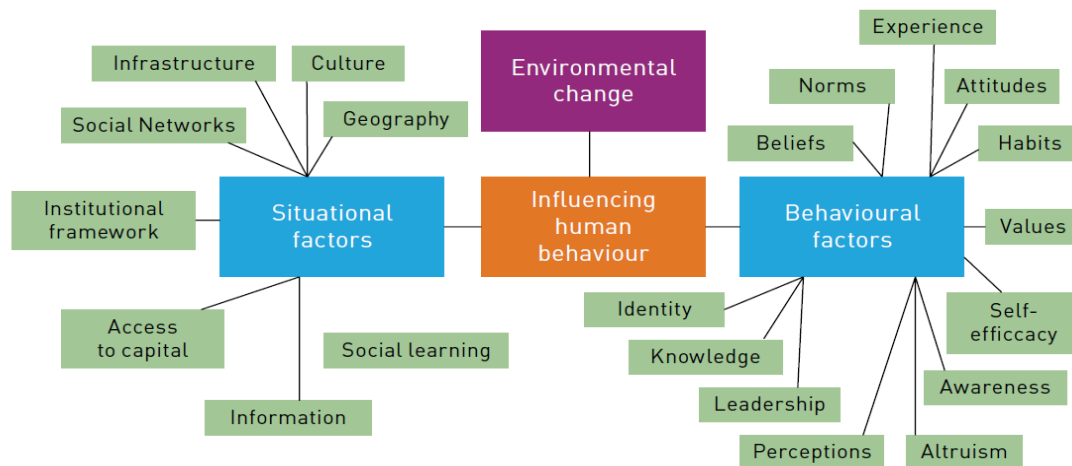 Experience
Infrastructure
Culture
Environmental
change
Norms
Attitudes
Social Networks
Geography
Beliefs
Habits
Institutional
framework
Situational
factors
Influencing
human
behaviour
Behavioural
factors
Values
Identity
Self-
efficcacy
Access
to capital
Social learning
Knowledge
Awareness
Information
Leadership
Perceptions
Altruism